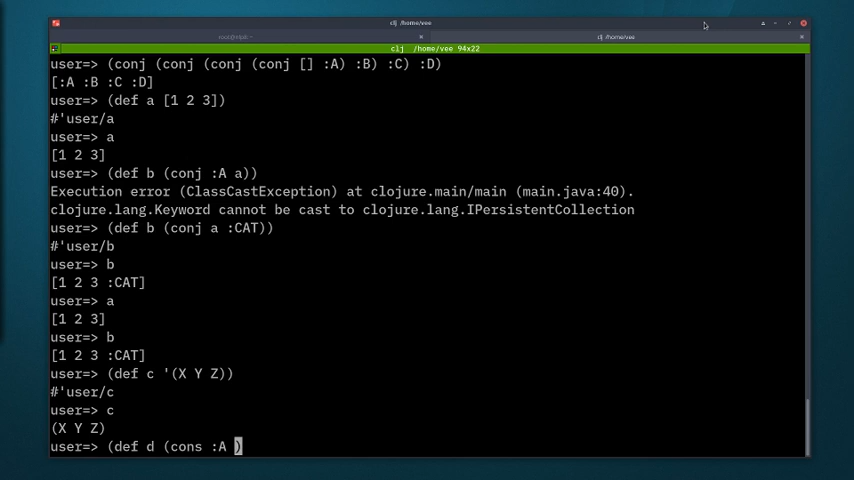 clj /home/vee
clj /home/vee
clj /home/vee 94x22
user=> (conj (conj (conj (conj [] :A) :B) :C) :D)
[:A :B :C :D]
user=> (def a [1 2 3])
#'user/a
user=> a
[1 2 3]
user=> (def b (conj :A a))
Execution error (ClassCastException) at clojure.main/main (main.java:40).
clojure.lang.Keyword cannot be cast to clojure.lang.IPersistentCollection
user=> (def b (conj a :CAT))
#'user/b
user=> b
[1 2 3 :CAT]
user=> a
[1 2 3]
user=> b
[1 2 3 :CAT]
user=> (def c '(X Y Z))
#'user/c
user=> c
(X Y Z)
user=> (def d (cons :A )